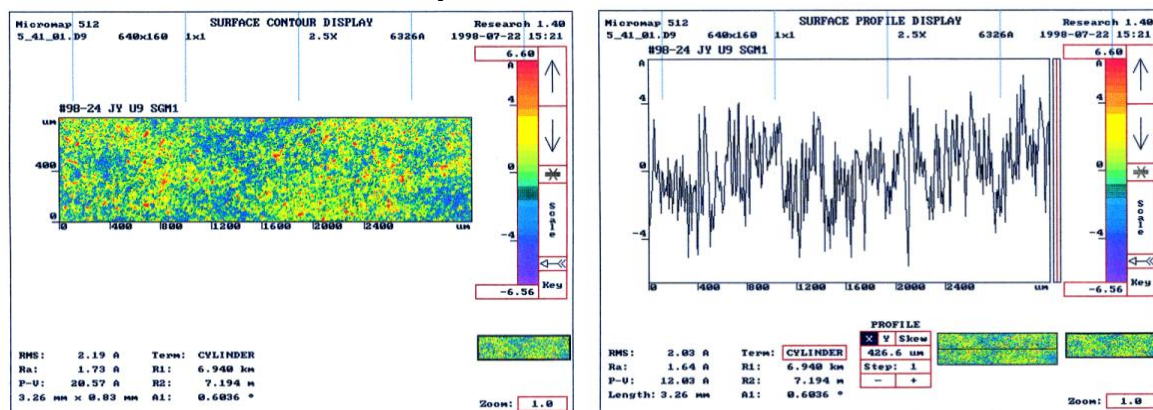 Micromap 512 SURFACE CONTOUR DISPLAY Research 1.40
5_41_01.D9 640x160 1x1 2.5X 6326A 1998-07-22 15:21
6.60
A
4
0
-4
-6.56
Scale
Key
#98-24 JY U9 SGM1
um
400
0
0 400 800 1200 1600 2000 2400 um
RMS: 2.19 A Term: CYLINDER
Ra: 1.73 A R1: 6.940 km
P-V: 20.57 A R2: 7.194 m
3.26 mm x 0.83 mm A1: 0.6036 °
Zoom: 1.0
Micromap 512 SURFACE PROFILE DISPLAY Research 1.40
5_41_01.D9 640x160 1x1 2.5X 6326A 1998-07-22 15:21
#98-24 JY U9 SGM1
6.60
A
4
0
-4
-6.56
Scale
Key
A
4
0
-4
0 400 800 1200 1600 2000 2400 um
PROFILE
X Y Skew
426.6 um
Step: 1
- +
RMS: 2.03 A Term: CYLINDER
Ra: 1.64 A R1: 6.940 km
P-V: 12.03 A R2: 7.194 m
Length: 3.26 mm A1: 0.6036 °
Zoom: 1.0